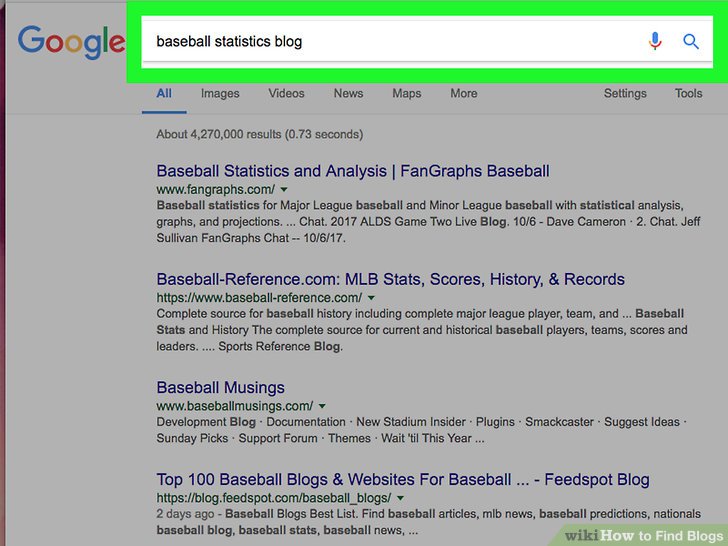 Google
baseball statistics blog
All Images Videos News Maps More Settings Tools
About 4,270,000 results (0.73 seconds)
Baseball Statistics and Analysis | FanGraphs Baseball
www.fangraphs.com/
Baseball statistics for Major League baseball and Minor League baseball with statistical analysis,
graphs, and projections. ... Chat. 2017 ALDS Game Two Live Blog. 10/6 - Dave Cameron · 2. Chat. Jeff
Sullivan FanGraphs Chat -- 10/6/17.
Baseball-Reference.com: MLB Stats, Scores, History, & Records
https://www.baseball-reference.com/
Complete source for baseball history including complete major league player, team, and ... Baseball
Stats and History The complete source for current and historical baseball players, teams, scores and
leaders. .... Sports Reference Blog.
Baseball Musings
www.baseballmusings.com/
Development Blog · Documentation · New Stadium Insider · Plugins · Smackcaster · Suggest Ideas ·
Sunday Picks · Support Forum · Themes · Wait 'til This Year ...
Top 100 Baseball Blogs & Websites For Baseball ... - Feedspot Blog
https://blog.feedspot.com/baseball_blogs/
2 days ago - Baseball Blogs Best List. Find baseball articles, mlb news, baseball predictions, nationals
baseball blog, baseball stats, baseball news, ...
wikiHow to Find Blogs